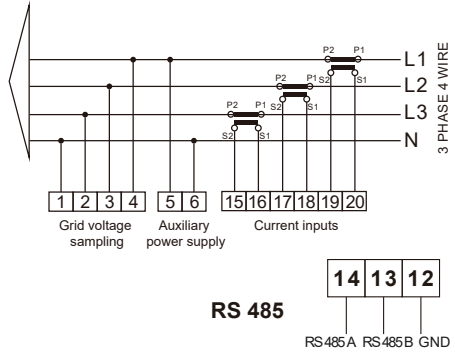 P2 P1
L1
P2 P1 S2 S1
L2
P2 P1 S2 S1
L3
S2 S1
N
3 PHASE 4 WIRE
1 2 3 4 5 6 15 16 17 18 19 20
Grid voltage sampling
Auxiliary power supply
Current inputs
14 13 12
RS 485
RS485A RS485B GND